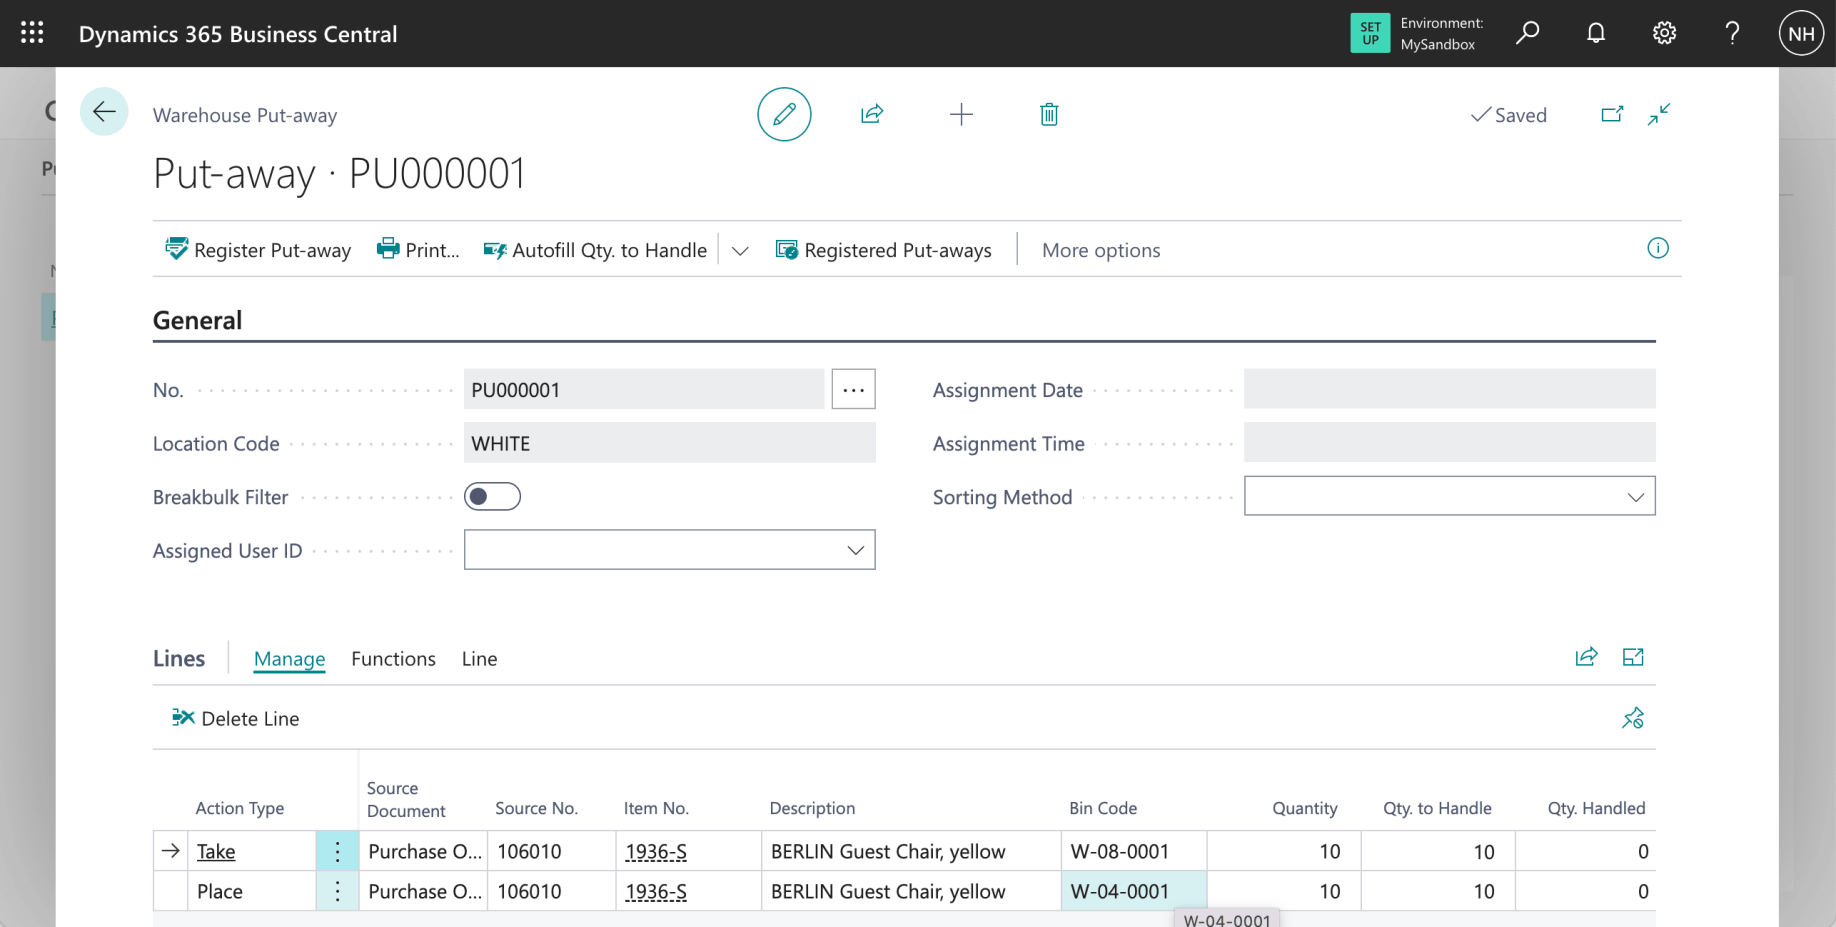 Dynamics 365 Business Central
SET UP
Environment:
MySandbox
NH
Warehouse Put-away
Saved
Put-away · PU000001
Register Put-away
Print...
Autofill Qty. to Handle
Registered Put-aways
More options
General
No.
PU000001
Assignment Date
Location Code
WHITE
Assignment Time
Breakbulk Filter
Sorting Method
Assigned User ID
Lines
Manage
Functions
Line
Delete Line
Action Type
Source Document
Source No.
Item No.
Description
Bin Code
Quantity
Qty. to Handle
Qty. Handled
Take
Purchase O...
106010
1936-S
BERLIN Guest Chair, yellow
W-08-0001
10
10
0
Place
Purchase O...
106010
1936-S
BERLIN Guest Chair, yellow
W-04-0001
10
10
0
W-04-0001